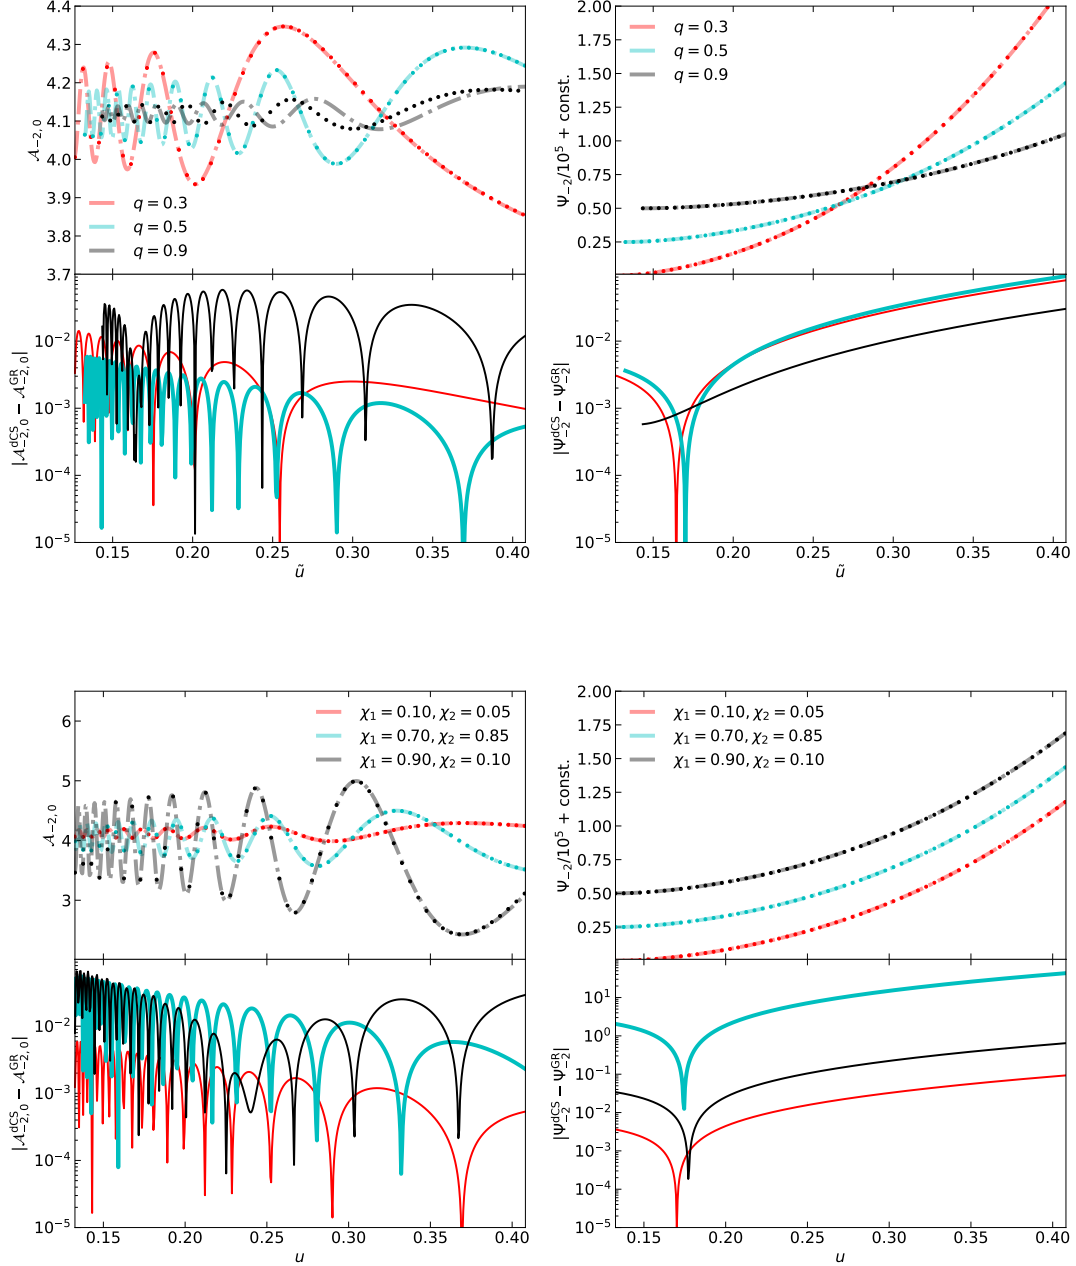 4.4
4.3
4.2
4.1
4.0
3.9
3.8
3.7
𝒜₋₂, ₀
q = 0.3
q = 0.5
q = 0.9
2.00
1.75
1.50
1.25
1.00
0.75
0.50
0.25
Ψ₋₂/10⁵ + const.
q = 0.3
q = 0.5
q = 0.9
10⁻²
10⁻³
10⁻⁴
10⁻⁵
|𝒜₋₂, ₀^dCS − 𝒜₋₂, ₀^GR|
0.15 0.20 0.25 0.30 0.35 0.40
ũ
10⁻²
10⁻³
10⁻⁴
10⁻⁵
|Ψ₋₂^dCS − Ψ₋₂^GR|
0.15 0.20 0.25 0.30 0.35 0.40
ũ
6
5
4
3
𝒜₋₂, ₀
χ₁ = 0.10, χ₂ = 0.05
χ₁ = 0.70, χ₂ = 0.85
χ₁ = 0.90, χ₂ = 0.10
2.00
1.75
1.50
1.25
1.00
0.75
0.50
0.25
Ψ₋₂/10⁵ + const.
χ₁ = 0.10, χ₂ = 0.05
χ₁ = 0.70, χ₂ = 0.85
χ₁ = 0.90, χ₂ = 0.10
10⁻²
10⁻³
10⁻⁴
10⁻⁵
|𝒜₋₂, ₀^dCS − 𝒜₋₂, ₀^GR|
0.15 0.20 0.25 0.30 0.35 0.40
u
10¹
10⁰
10⁻¹
10⁻²
10⁻³
10⁻⁴
10⁻⁵
|Ψ₋₂^dCS − Ψ₋₂^GR|
0.15 0.20 0.25 0.30 0.35 0.40
u